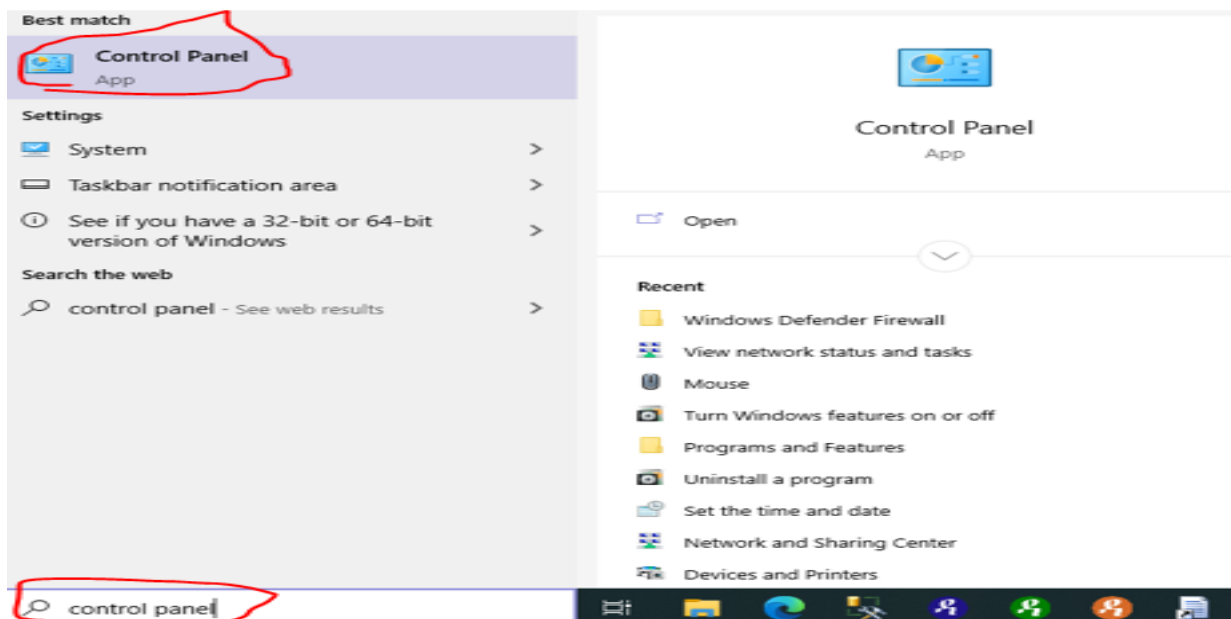 Best match
Control Panel
App
Settings
System
Taskbar notification area
See if you have a 32-bit or 64-bit
version of Windows
Search the web
control panel - See web results
control panel
Control Panel
App
Open
Recent
Windows Defender Firewall
View network status and tasks
Mouse
Turn Windows features on or off
Programs and Features
Uninstall a program
Set the time and date
Network and Sharing Center
Devices and Printers